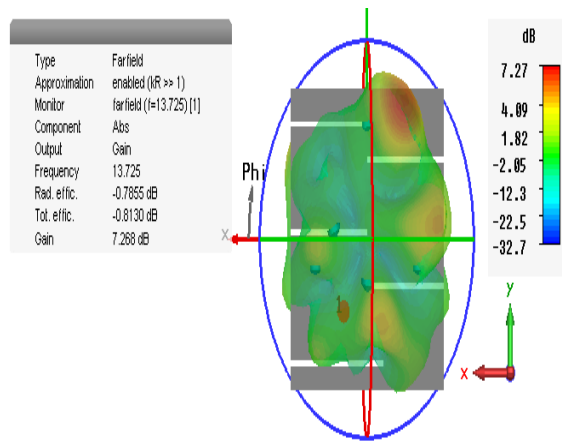 Type Farfield
Approximation enabled (kR >> 1)
Monitor farfield (f=13.725) [1]
Component Abs
Output Gain
Frequency 13.725
Rad. effic. -0.7855 dB
Tot. effic. -0.8130 dB
Gain 7.268 dB
Phi
X
dB
7.27
4.09
1.82
-2.05
-12.3
-22.5
-32.7
y
x